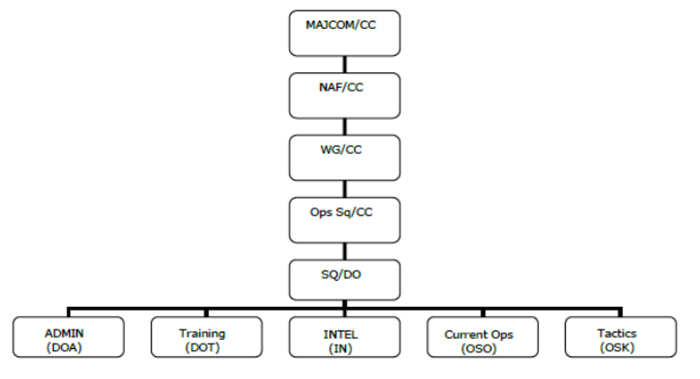 MAJCOM/CC
NAF/CC
WG/CC
Ops Sq/CC
SQ/DO
ADMIN
(DOA)
Training
(DOT)
INTEL
(IN)
Current Ops
(OSO)
Tactics
(OSK)